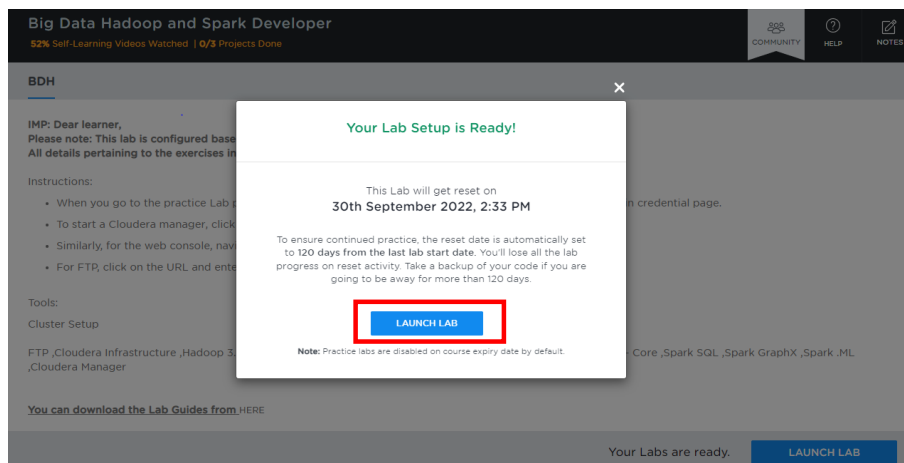 Big Data Hadoop and Spark Developer
52% Self-Learning Videos Watched | 0/3 Projects Done
COMMUNITY
HELP
NOTES
BDH
IMP: Dear learner,
Please note: This lab is configured base
All details pertaining to the exercises in
Instructions:
• When you go to the practice Lab p
n credential page.
• To start a Cloudera manager, click
• Similarly, for the web console, navi
• For FTP, click on the URL and ente
Tools:
Cluster Setup
FTP ,Cloudera Infrastructure ,Hadoop 3.
- Core ,Spark SQL ,Spark GraphX ,Spark .ML
,Cloudera Manager
You can download the Lab Guides from HERE
×
Your Lab Setup is Ready!
This Lab will get reset on
30th September 2022, 2:33 PM
To ensure continued practice, the reset date is automatically set
to 120 days from the last lab start date. You'll lose all the lab
progress on reset activity. Take a backup of your code if you are
going to be away for more than 120 days.
LAUNCH LAB
Note: Practice labs are disabled on course expiry date by default.
Your Labs are ready.
LAUNCH LAB